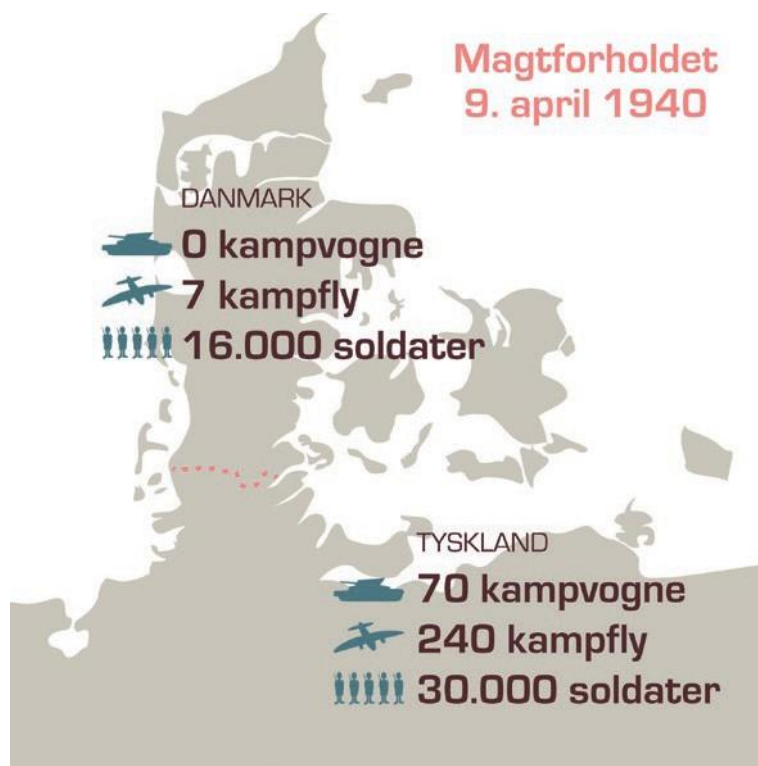 Magtforholdet
9. april 1940
DANMARK
0 kampvogne
7 kampfly
16.000 soldater
TYSKLAND
70 kampvogne
240 kampfly
30.000 soldater